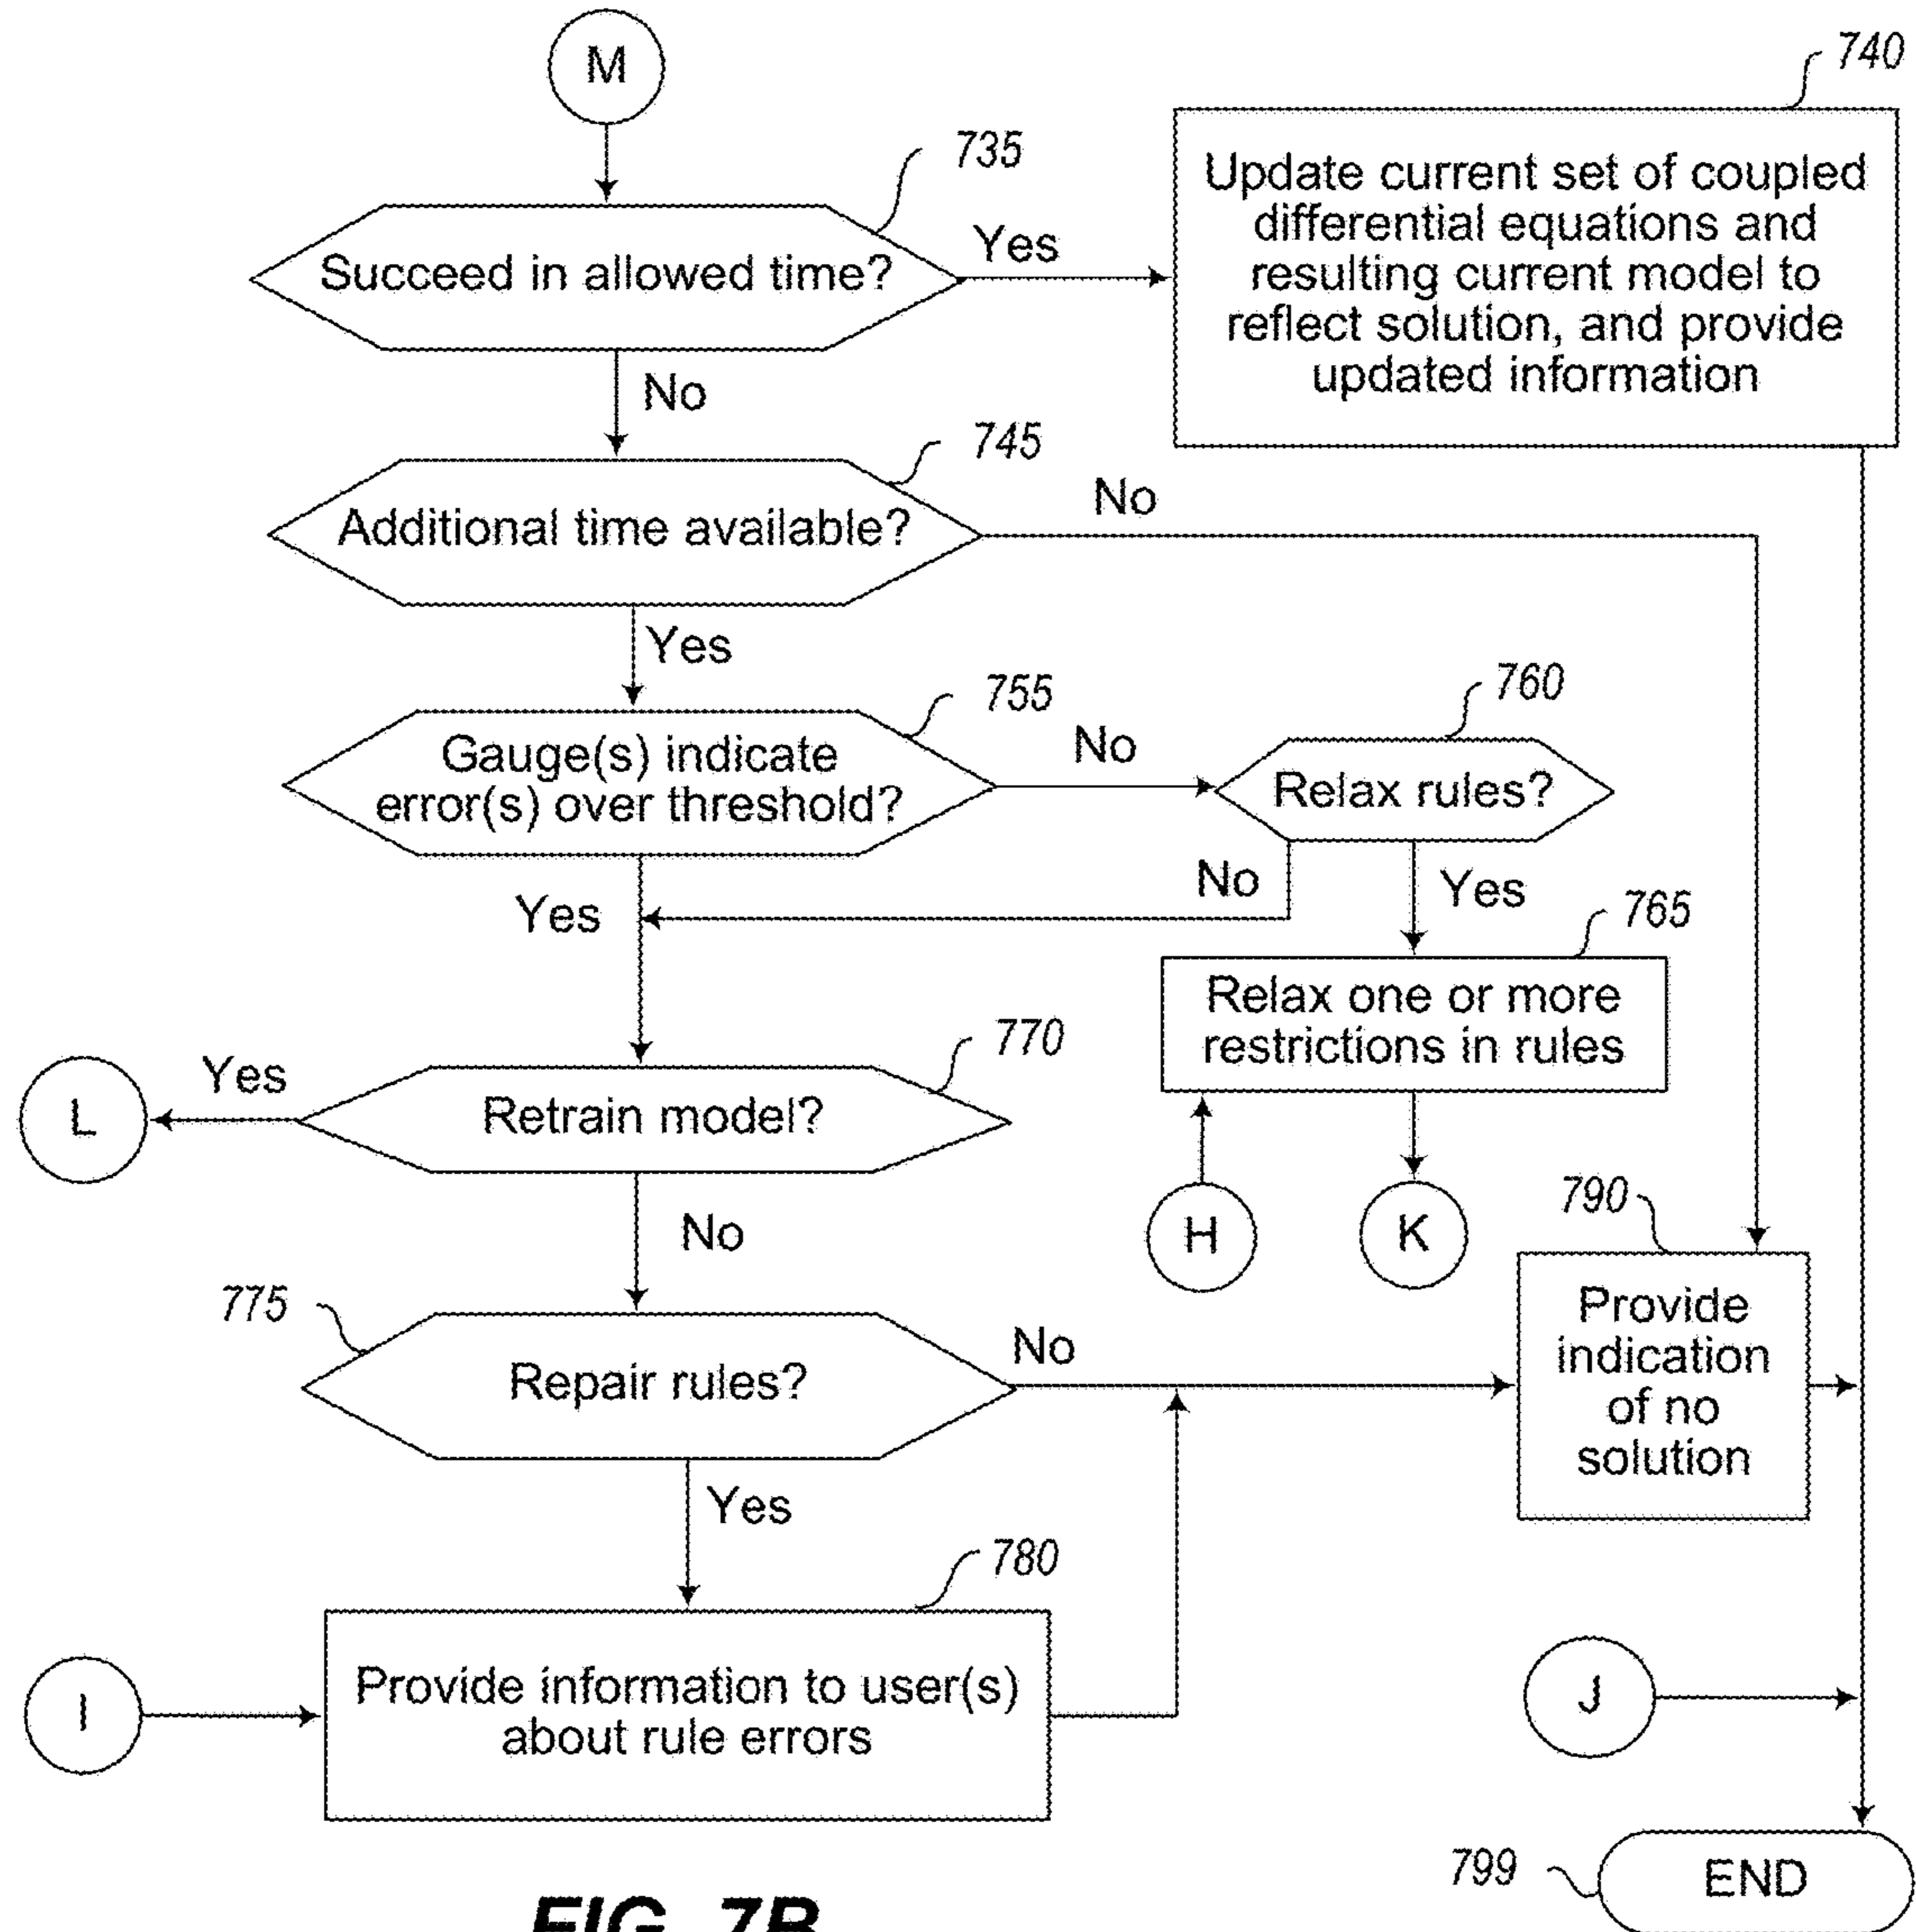 M
740
735
Update current set of coupled
differential equations and
resulting current model to
reflect solution, and provide
updated information
Succeed in allowed time?
Yes
No
745
Additional time available?
No
Yes
755
760
Gauge(s) indicate
error(s) over threshold?
No
Relax rules?
No
Yes
Yes
765
Relax one or more
restrictions in rules
770
L
Yes
Retrain model?
No
H
K
790
775
Repair rules?
No
Provide
indication
of no
solution
Yes
780
I
Provide information to user(s)
about rule errors
J
799
END
FIG. 7B